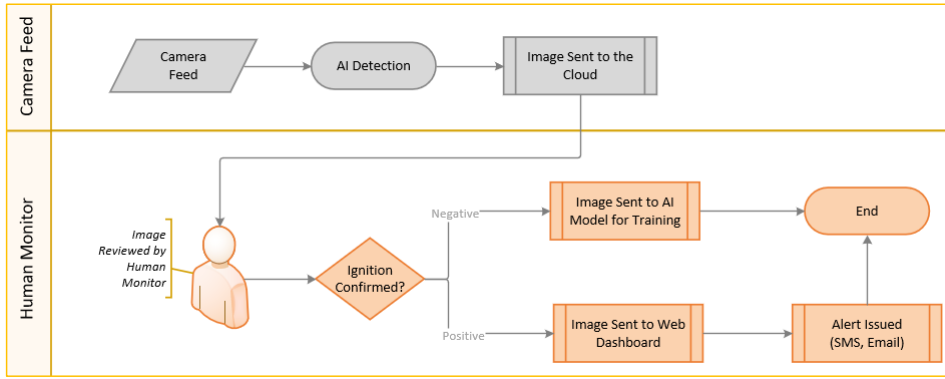 Camera Feed
Camera
Feed
AI Detection
Image Sent to the
Cloud
Human Monitor
Image
Reviewed by
Human
Monitor
Ignition
Confirmed?
Negative
Image Sent to AI
Model for Training
End
Positive
Image Sent to Web
Dashboard
Alert Issued
(SMS, Email)